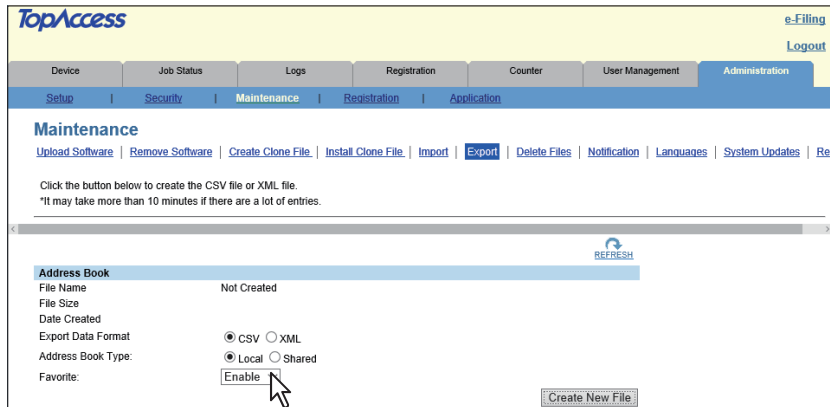 TopAccess
e-Filing
Logout
Device Job Status Logs Registration Counter User Management Administration
Setup | Security | Maintenance | Registration | Application
Maintenance
Upload Software | Remove Software | Create Clone File | Install Clone File | Import | Export | Delete Files | Notification | Languages | System Updates | Re
Click the button below to create the CSV file or XML file.
*It may take more than 10 minutes if there are a lot of entries.
REFRESH
Address Book
File Name Not Created
File Size
Date Created
Export Data Format CSV XML
Address Book Type: Local Shared
Favorite: Enable
Create New File